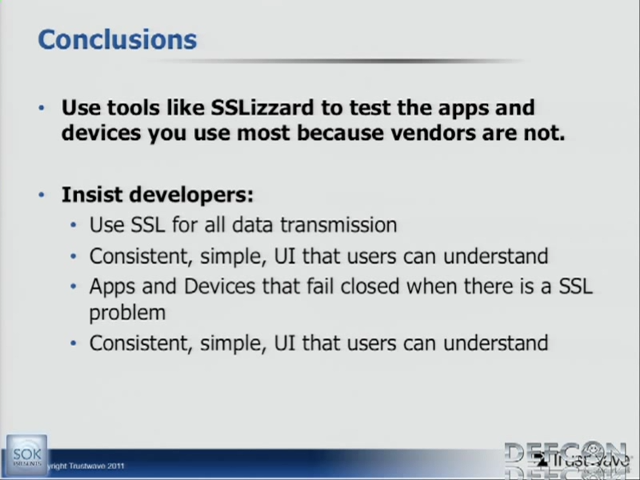 Conclusions
• Use tools like SSLizzard to test the apps and
devices you use most because vendors are not.
• Insist developers:
• Use SSL for all data transmission
• Consistent, simple, UI that users can understand
• Apps and Devices that fail closed when there is a SSL
problem
• Consistent, simple, UI that users can understand
SOK
yright Trustwave 2011
DEFCON
Trustwave